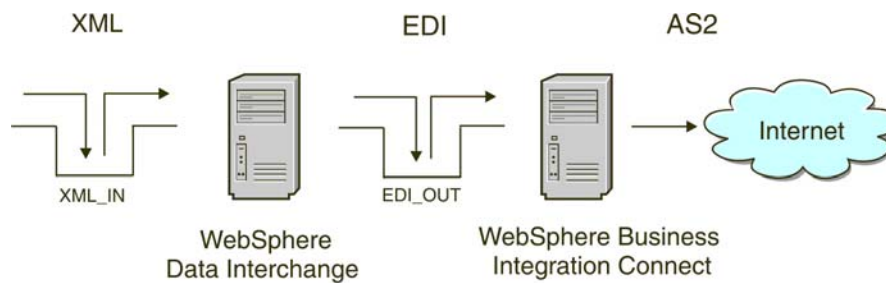 XML
EDI
AS2
Internet
XML_IN
EDI_OUT
WebSphere
Data Interchange
WebSphere Business
Integration Connect